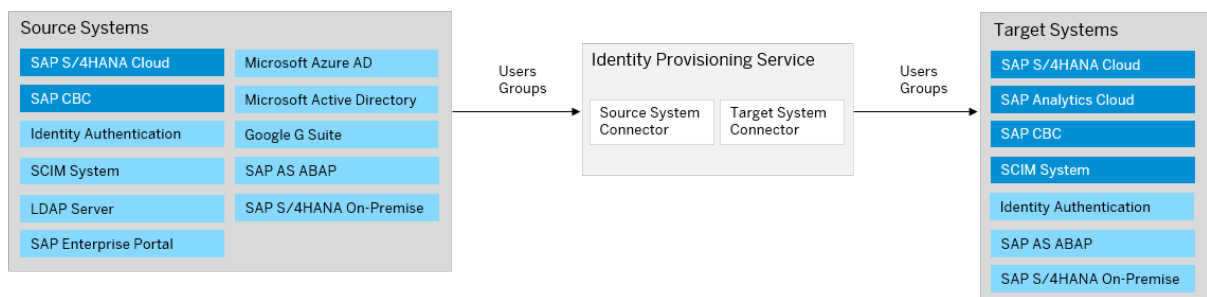 Source Systems
SAP S/4HANA Cloud
SAP CBC
Identity Authentication
SCIM System
LDAP Server
SAP Enterprise Portal
Microsoft Azure AD
Microsoft Active Directory
Google G Suite
SAP AS ABAP
SAP S/4HANA On-Premise
Users
Groups
Identity Provisioning Service
Source System
Connector
Target System
Connector
Users
Groups
Target Systems
SAP S/4HANA Cloud
SAP Analytics Cloud
SAP CBC
SCIM System
Identity Authentication
SAP AS ABAP
SAP S/4HANA On-Premise